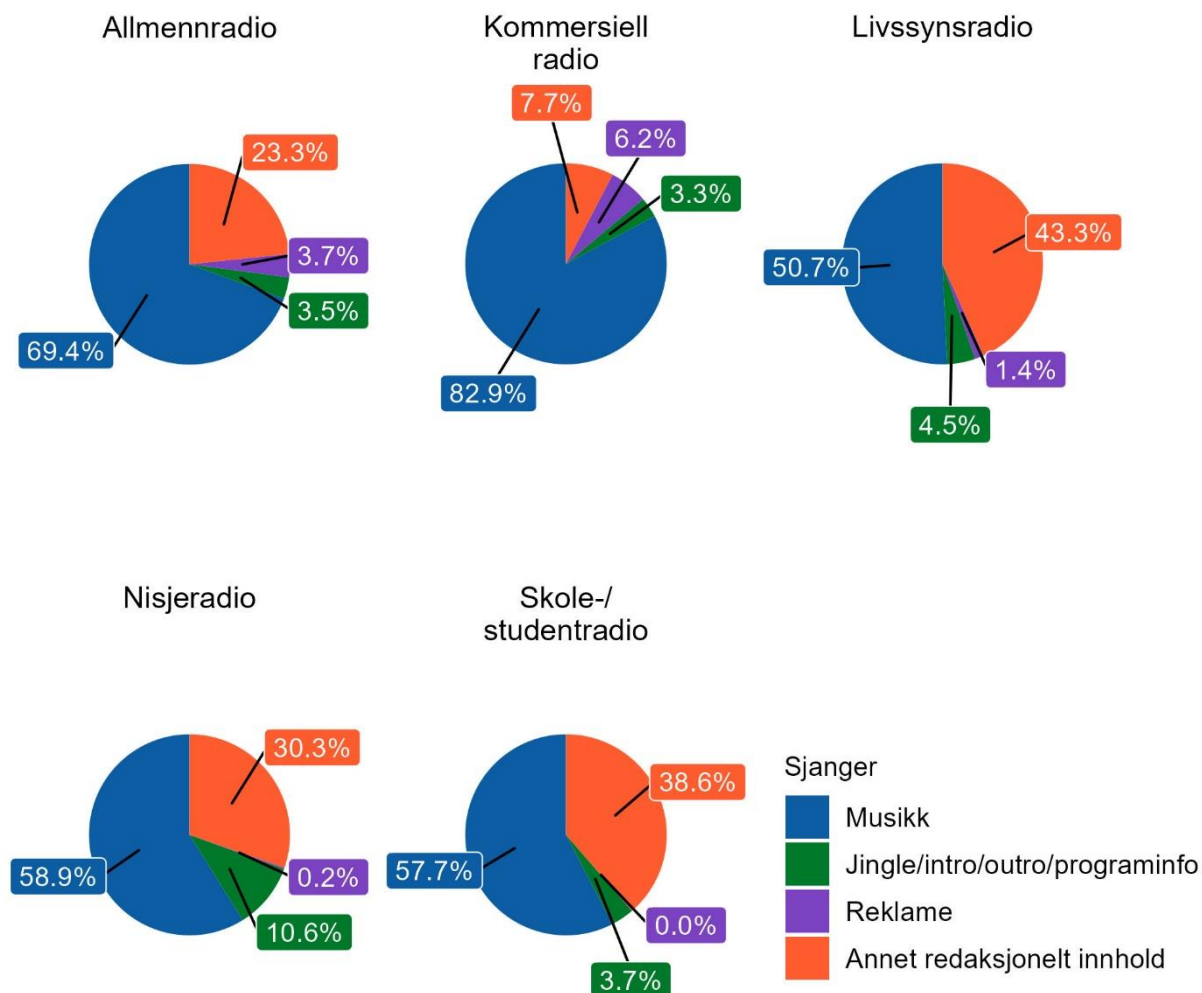 Allmennradio
Kommersiell
radio
Livssynsradio
7.7%
6.2%
23.3%
3.3%
43.3%
3.7%
50.7%
3.5%
69.4%
1.4%
82.9%
4.5%
Nisjeradio
Skole-/
studentradio
30.3%
38.6%
58.9%
0.2%
57.7%
0.0%
10.6%
3.7%
Sjanger
Musikk
Jingle/intro/outro/programinfo
Reklame
Annet redaksjonelt innhold